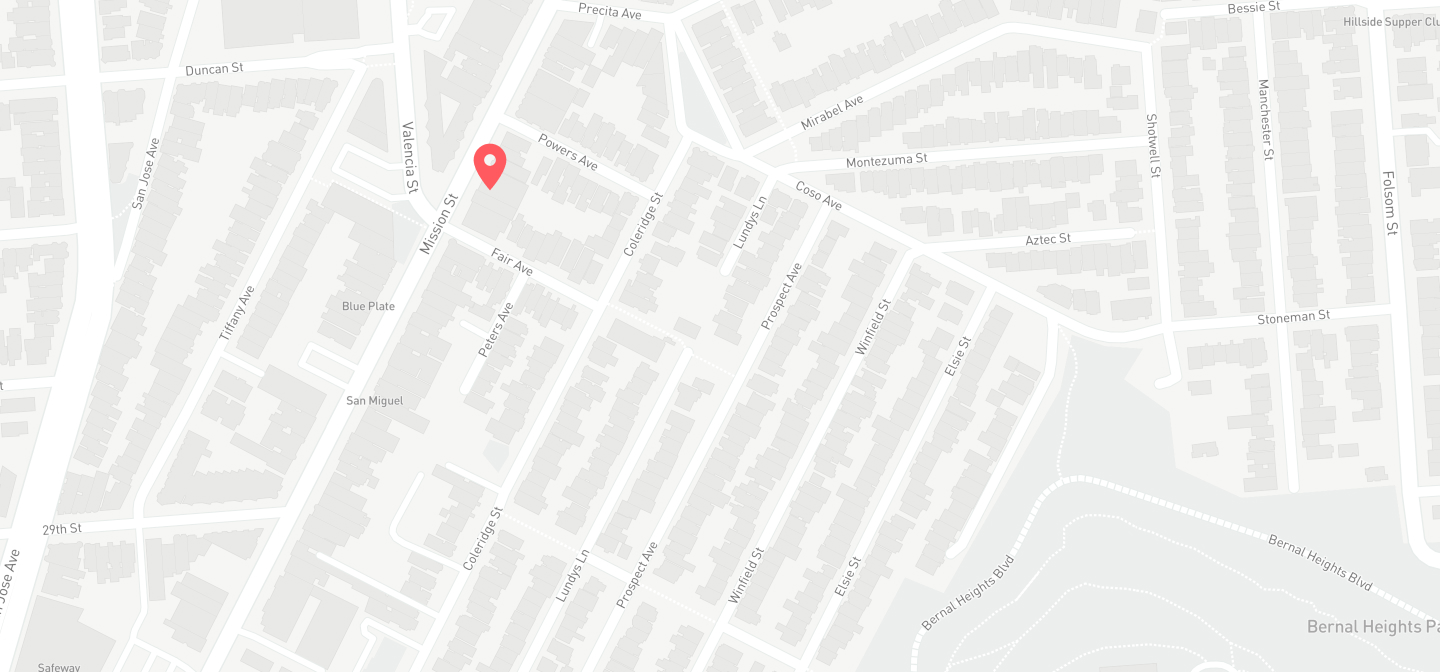 Precita Ave
Bessie St
Hillside Supper Clu
Duncan St
Manchester St
Mirabel Ave
Shotwell St
Valencia St
San Jose Ave
Powers Ave
Montezuma St
Folsom St
Coso Ave
Mission St
Coleridge St
Lundys Ln
Aztec St
Fair Ave
Prospect Ave
Blue Plate
Tiffany Ave
Peters Ave
Winfield St
Stoneman St
Elsie St
San Miguel
29th St
Coleridge St
Lundys Ln
Prospect Ave
Winfield St
Elsie St
Bernal Heights Blvd
Bernal Heights Blvd
Jose Ave
Bernal Heights Pa
Safeway